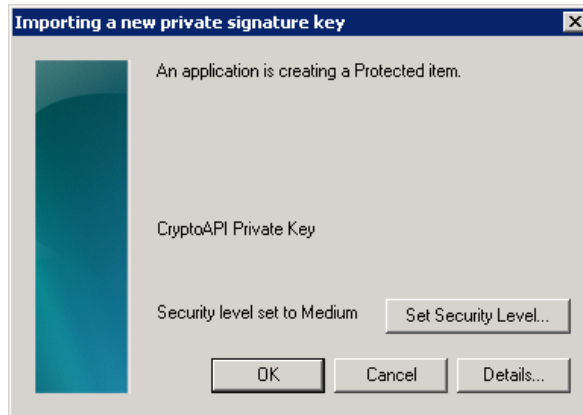 Importing a new private signature key
An application is creating a Protected item.
CryptoAPI Private Key
Security level set to Medium
Set Security Level...
OK
Cancel
Details...